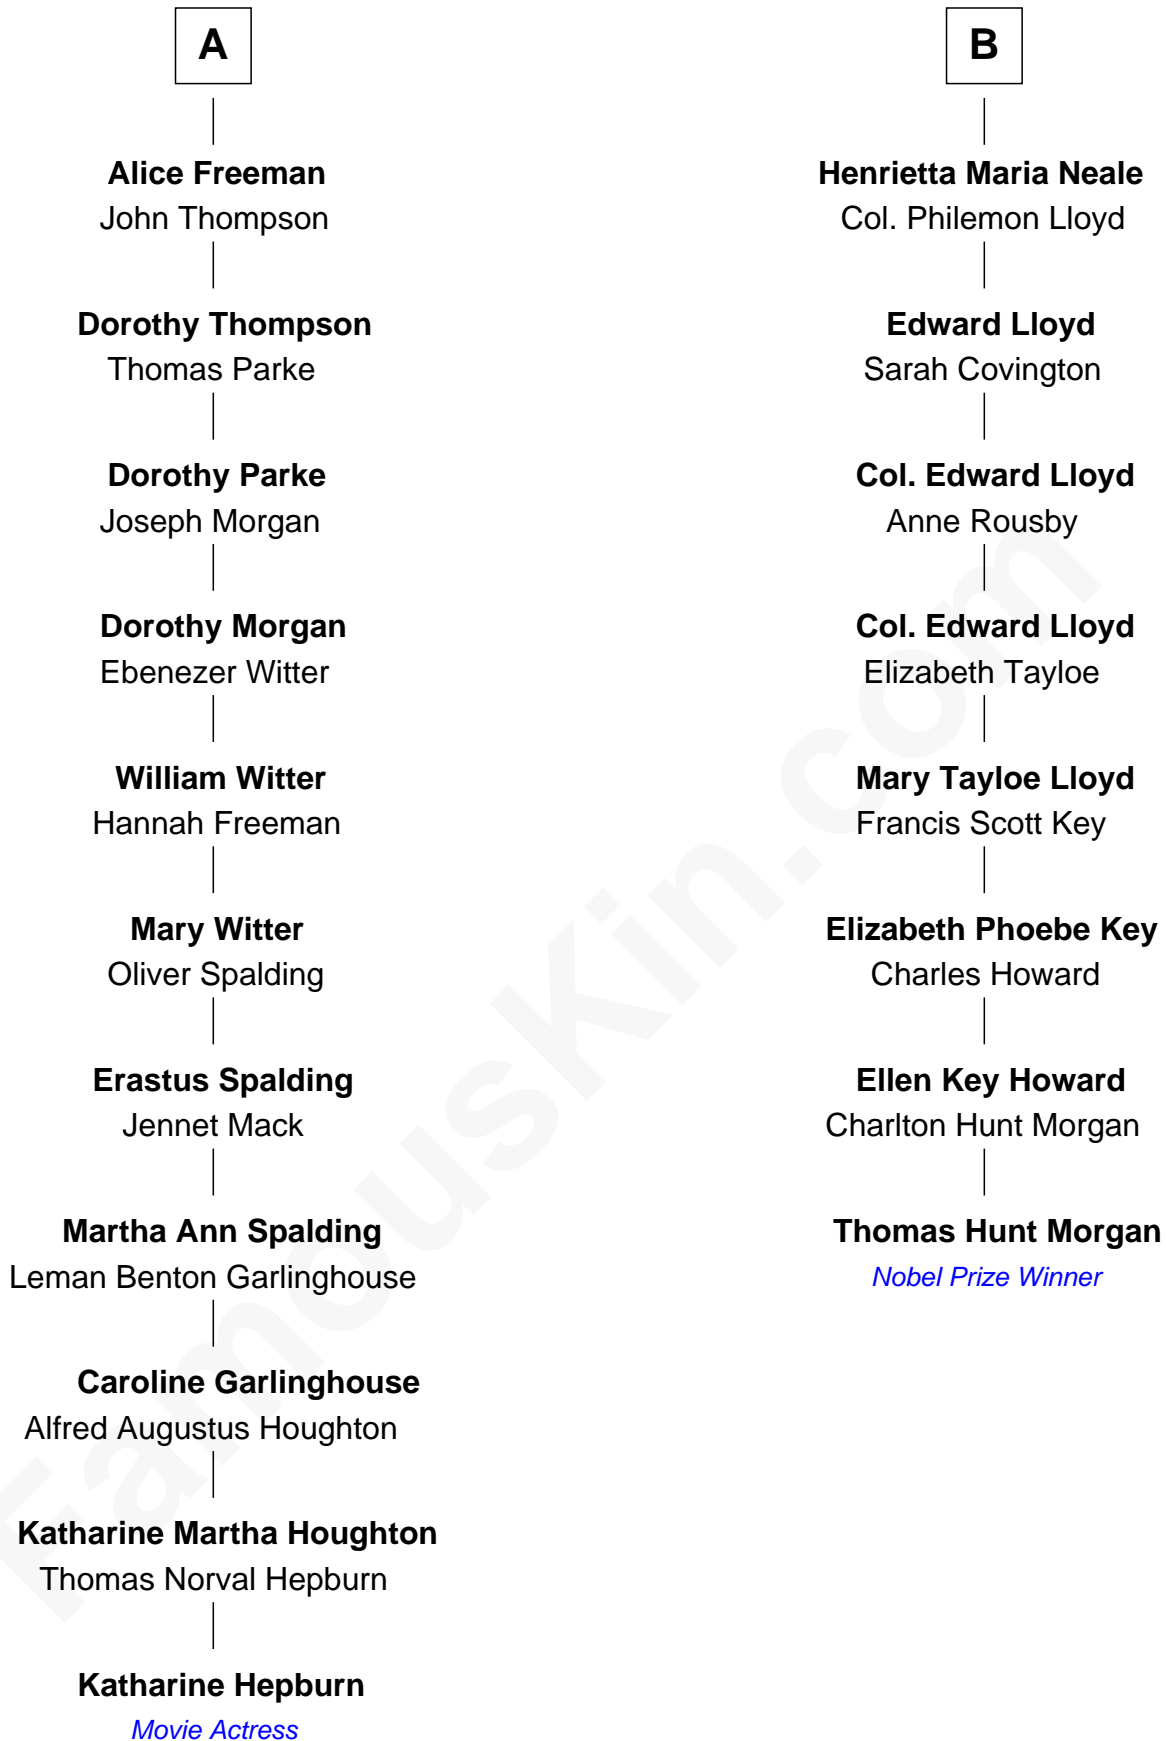 A
Alice Freeman
John Thompson
Dorothy Thompson
Thomas Parke
Dorothy Parke
Joseph Morgan
Dorothy Morgan
Ebenezer Witter
William Witter
Hannah Freeman
Mary Witter
Oliver Spalding
Erastus Spalding
Jennet Mack
Martha Ann Spalding
Leman Benton Garlinghouse
Caroline Garlinghouse
Alfred Augustus Houghton
Katharine Martha Houghton
Thomas Norval Hepburn
Katharine Hepburn
Movie Actress
B
Henrietta Maria Neale
Col. Philemon Lloyd
Edward Lloyd
Sarah Covington
Col. Edward Lloyd
Anne Rousby
Col. Edward Lloyd
Elizabeth Tayloe
Mary Tayloe Lloyd
Francis Scott Key
Elizabeth Phoebe Key
Charles Howard
Ellen Key Howard
Charlton Hunt Morgan
Thomas Hunt Morgan
Nobel Prize Winner
FamousKin.com